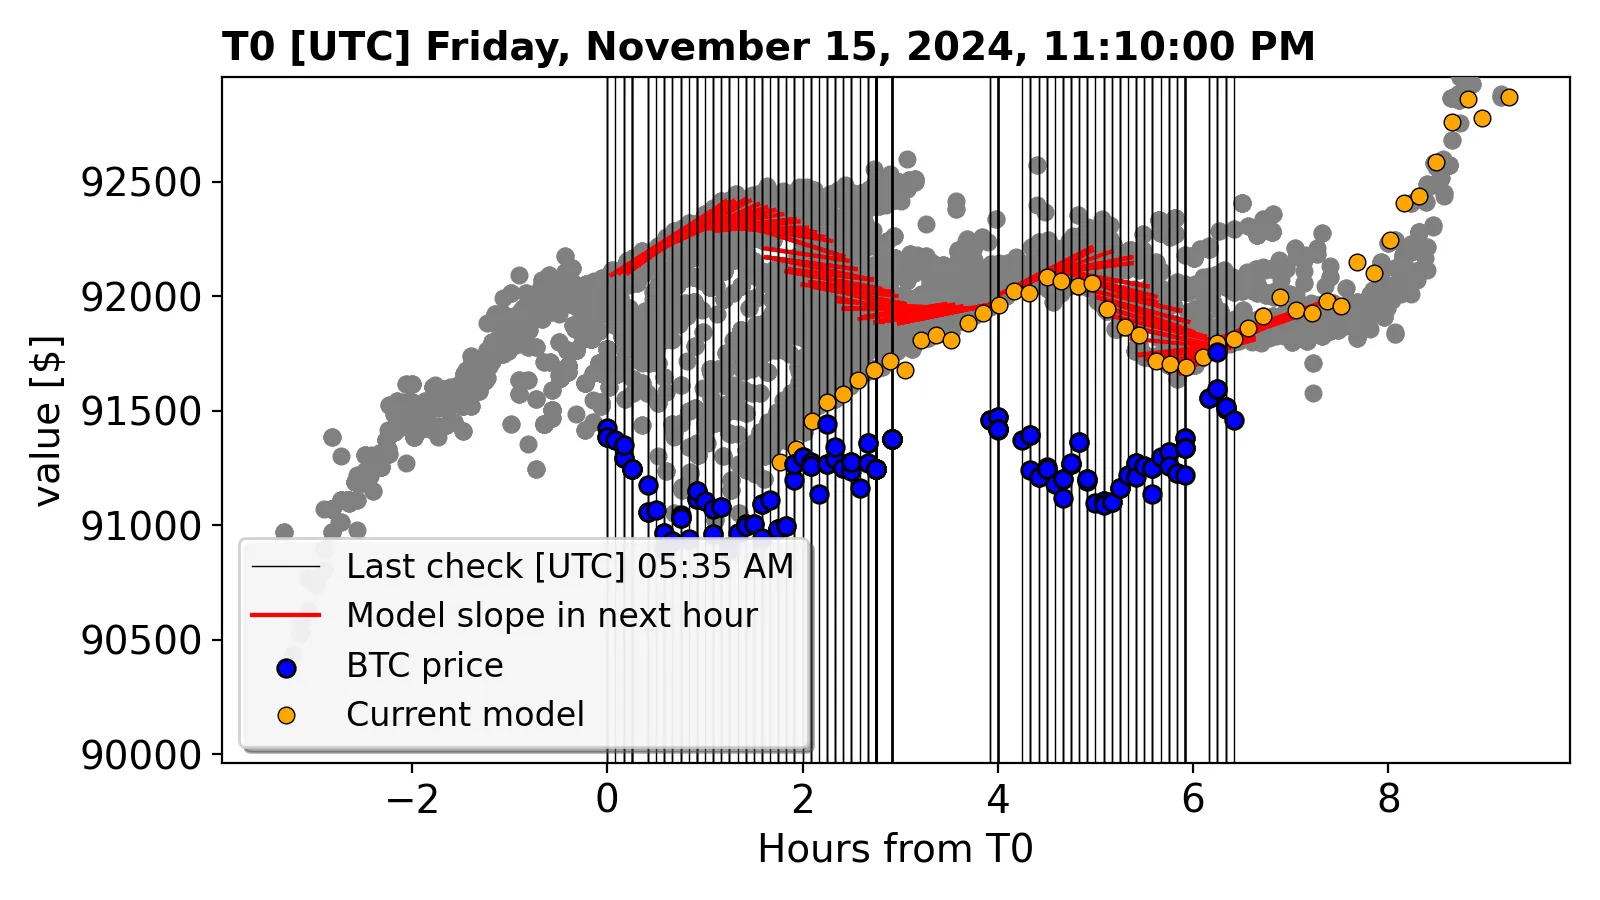 T0 [UTC] Friday, November 15, 2024, 11:10:00 PM
value [$]
92500
92000
91500
91000
90500
90000
Last check [UTC] 05:35 AM
Model slope in next hour
BTC price
Current model
−2 0 2 4 6 8
Hours from T0